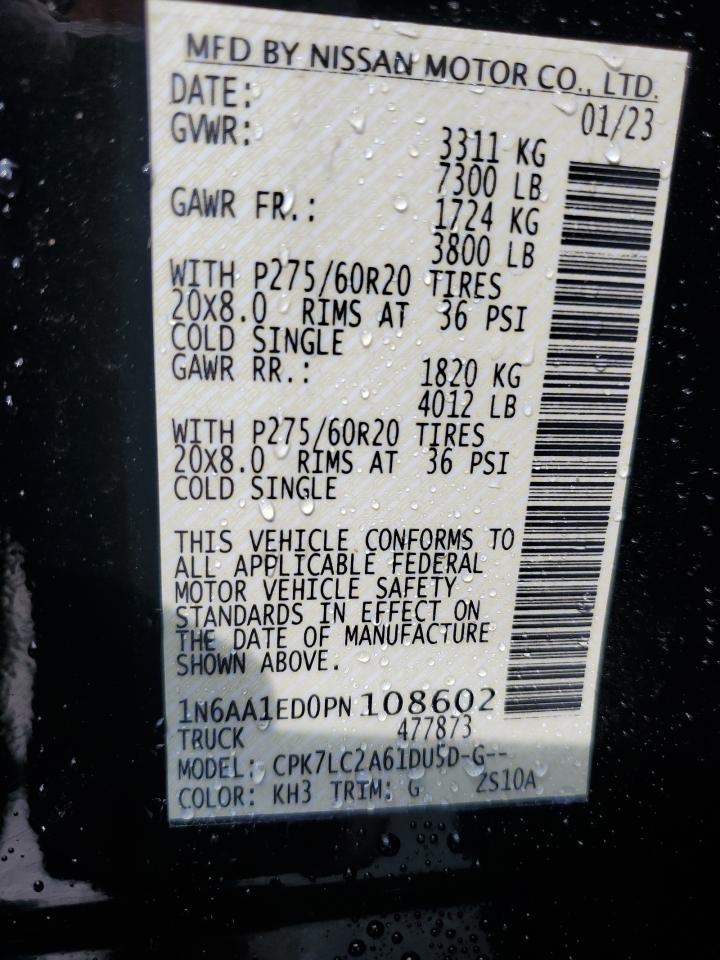 MFD BY NISSAN MOTOR CO., LTD.
DATE: 01/23
GVWR: 3311 KG
7300 LB
GAWR FR.: 1724 KG
3800 LB
WITH P275/60R20 TIRES
20X8.0 RIMS AT 36 PSI
COLD SINGLE
GAWR RR.: 1820 KG
4012 LB
WITH P275/60R20 TIRES
20X8.0 RIMS AT 36 PSI
COLD SINGLE
THIS VEHICLE CONFORMS TO
ALL APPLICABLE FEDERAL
MOTOR VEHICLE SAFETY
STANDARDS IN EFFECT ON
THE DATE OF MANUFACTURE
SHOWN ABOVE.
1N6AA1ED0PN108602
TRUCK 477873
MODEL: CPK7LC2A61DU5D-G--
COLOR: KH3 TRIM: G ZS10A